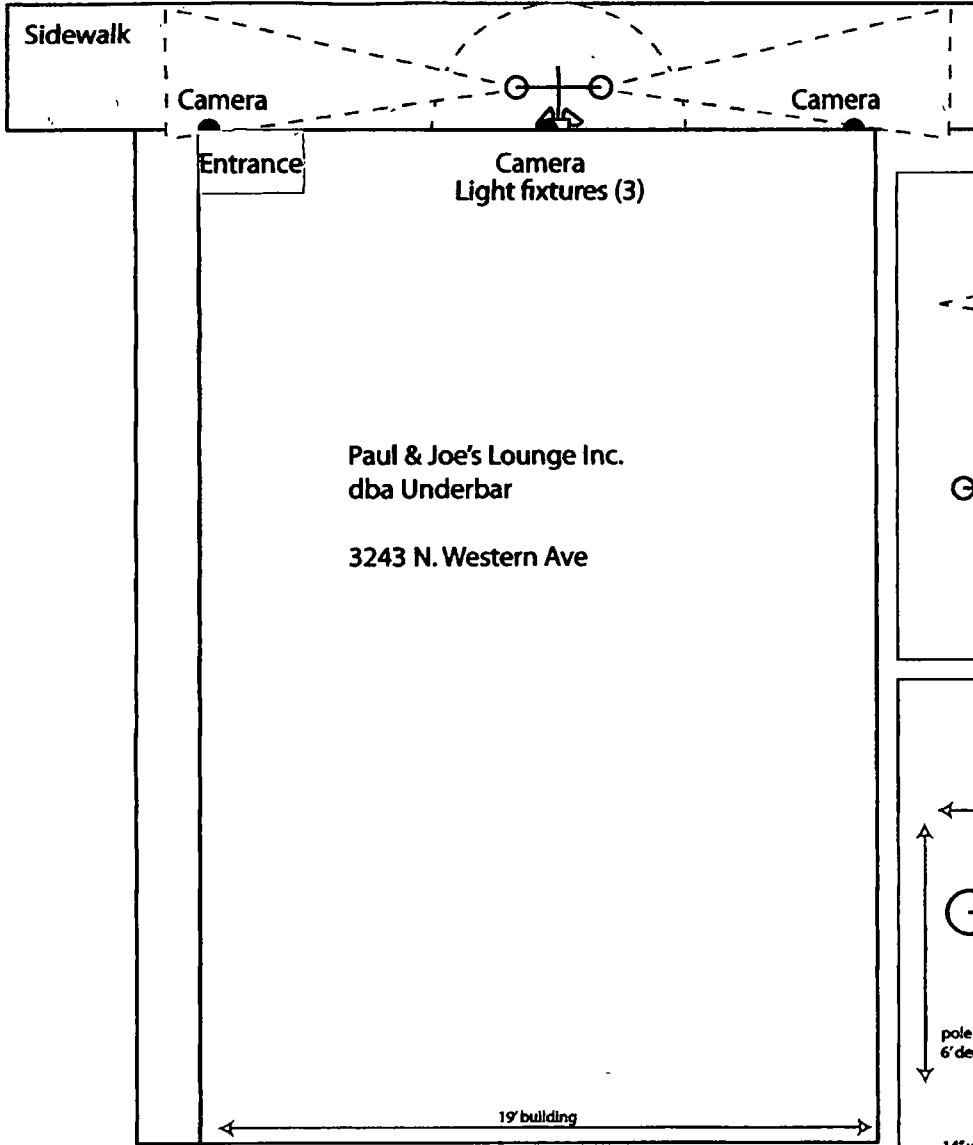 Sidewalk
Camera
Camera
Entrance
Camera
Light fixtures (3)
Paul & Joe's Lounge Inc.
dba Underbar
3243 N. Western Ave
pole
19' building